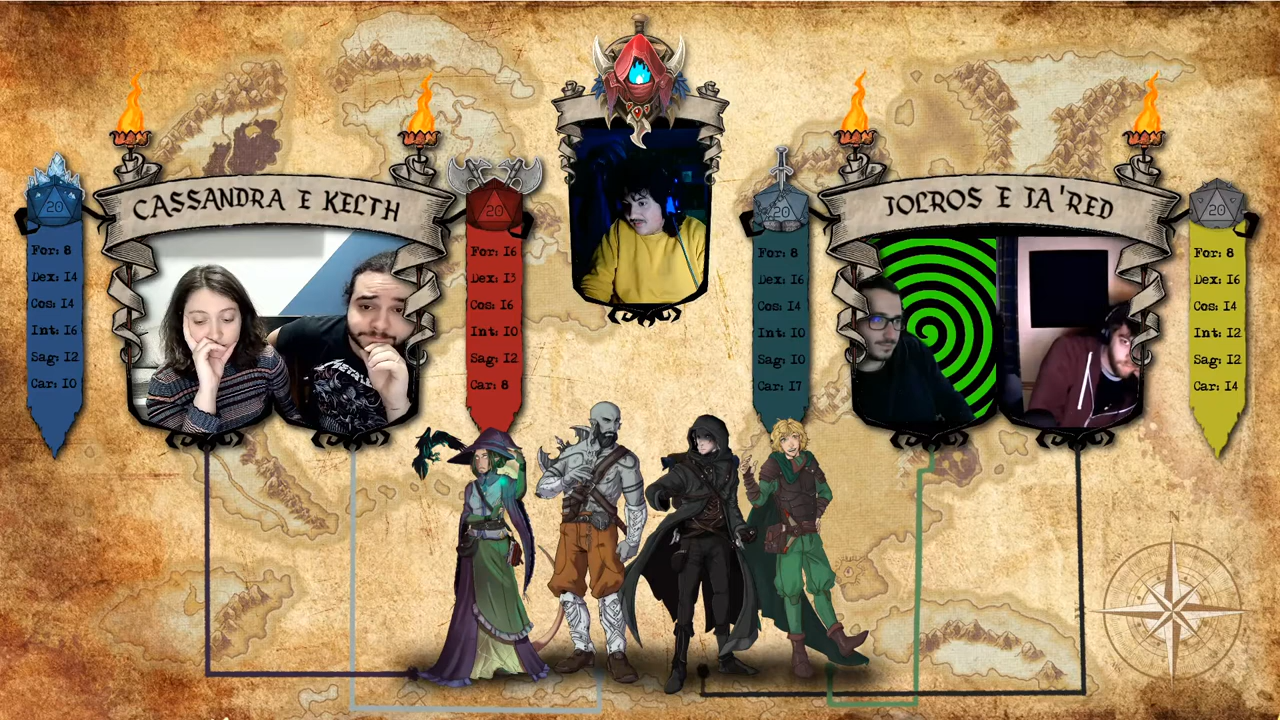 CASSANDRA E KELTH
JOLROS E JA'RED
20
For: 8
Dex: 14
Cos: 14
Int: 16
Sag: 12
Car: 10
20
For: 16
Dex: 13
Cos: 16
Int: 10
Sag: 12
Car: 8
20
For: 8
Dex: 16
Cos: 14
Int: 10
Sag: 10
Car: 17
20
For: 8
Dex: 16
Cos: 14
Int: 12
Sag: 12
Car: 14
METALLICA
N